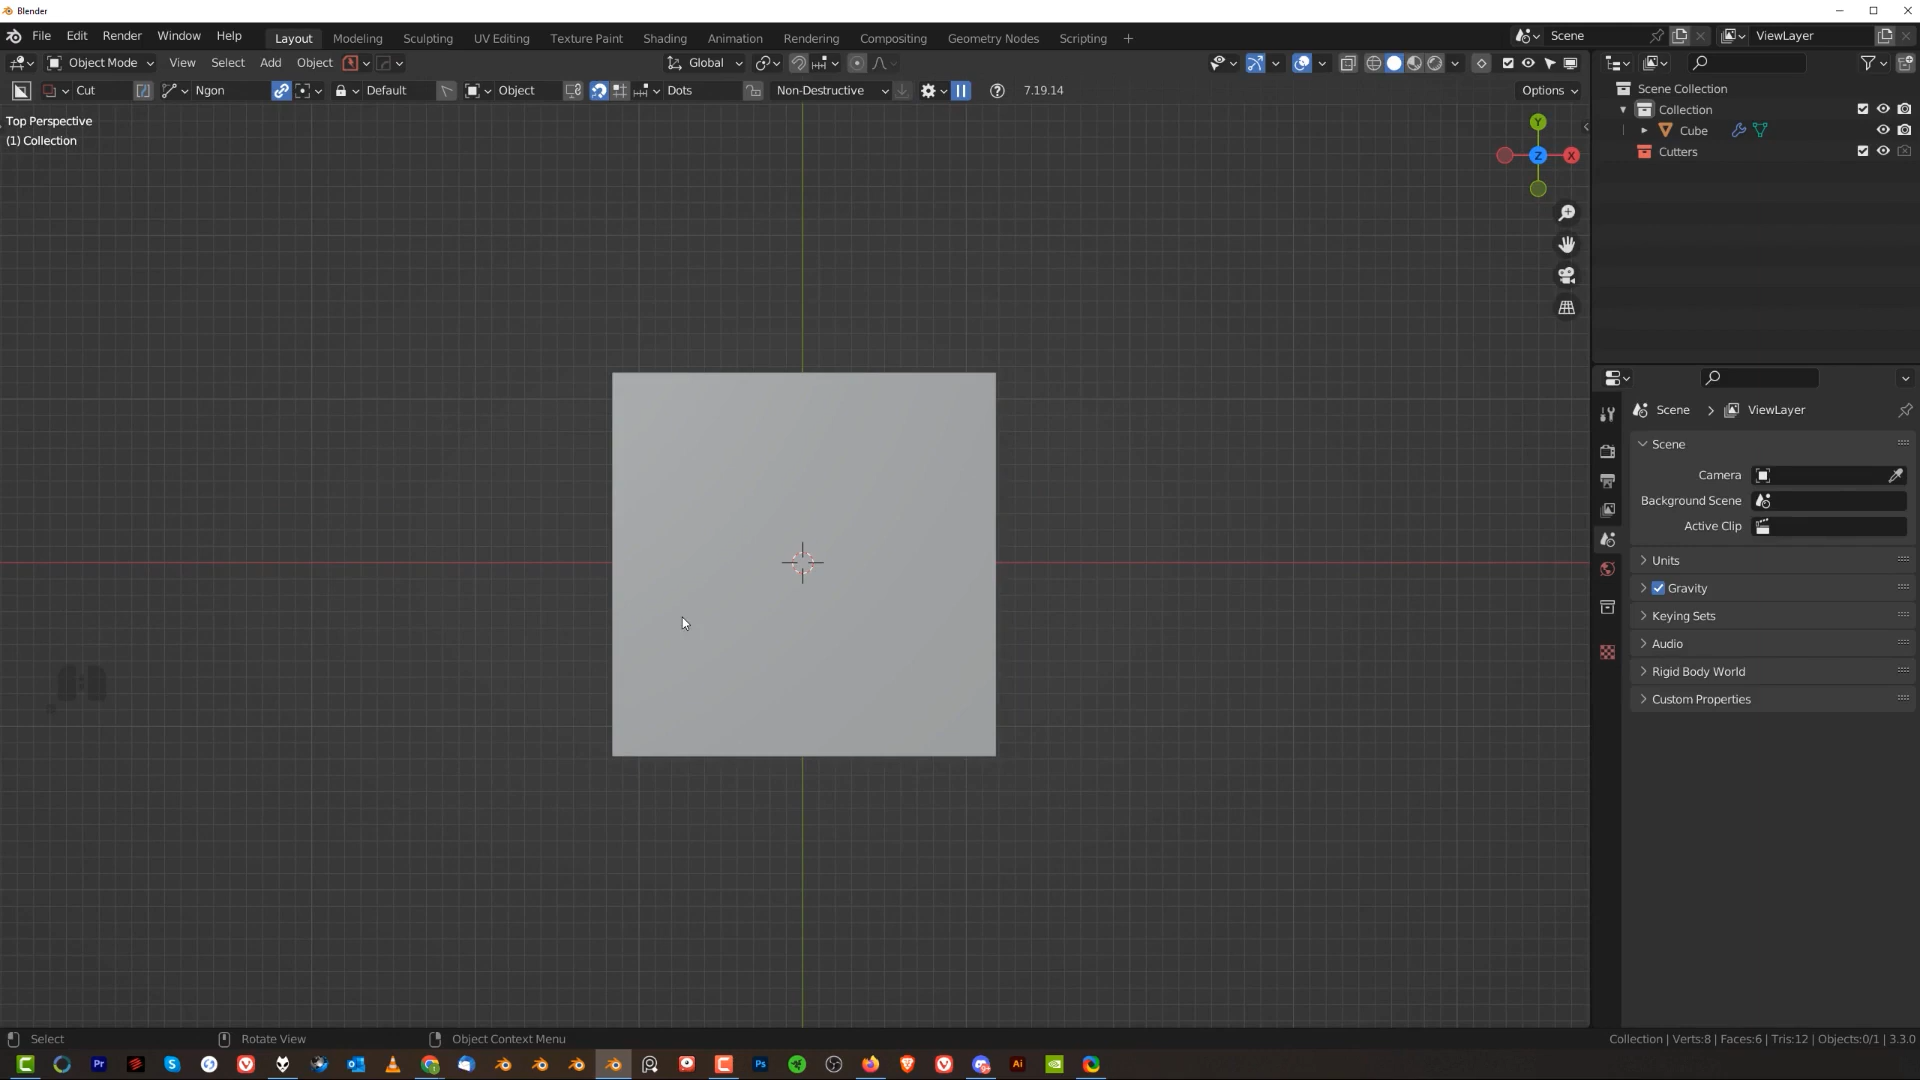 Blender
File Edit Render Window Help Layout Modeling Sculpting UV Editing Texture Paint Shading Animation Rendering Compositing Geometry Nodes Scripting + Scene ViewLayer
Object Mode View Select Add Object Global
Cut Ngon Default Object Dots Non-Destructive 7.19.14 Options
Top Perspective
(1) Collection
Y
Z X
Scene Collection
Collection
Cube
Cutters
Scene > ViewLayer
Scene
Camera
Background Scene
Active Clip
Units
Gravity
Keying Sets
Audio
Rigid Body World
Custom Properties
Select Rotate View Object Context Menu Collection | Verts:8 | Faces:6 | Tris:12 | Objects:0/1 | 3.3.0
Pr Ps Ai